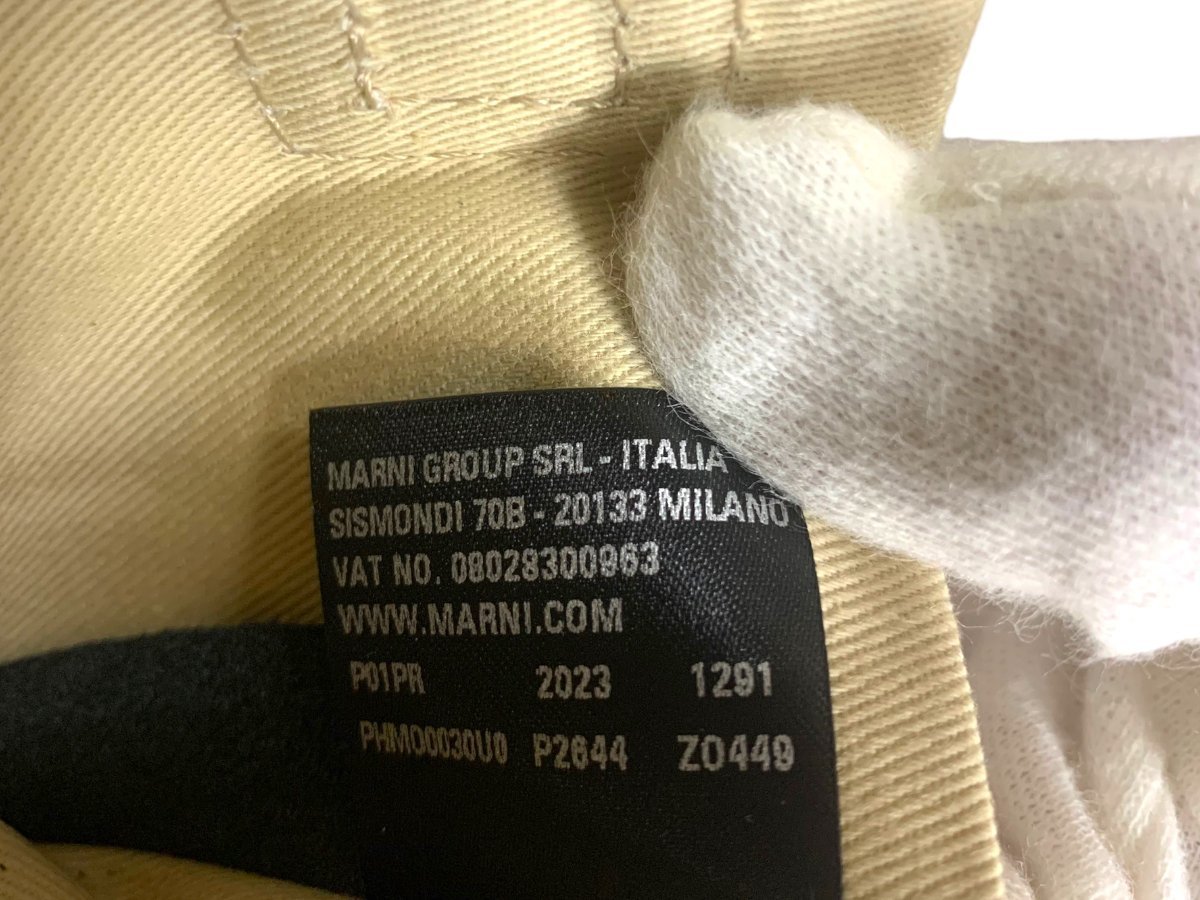 MARNI GROUP SRL - ITALIA
SISMONDI 70B - 20133 MILANO
VAT NO. 08028300963
WWW.MARNI.COM
P01PR 2023 1291
PHMO0030U0 P2644 ZO449